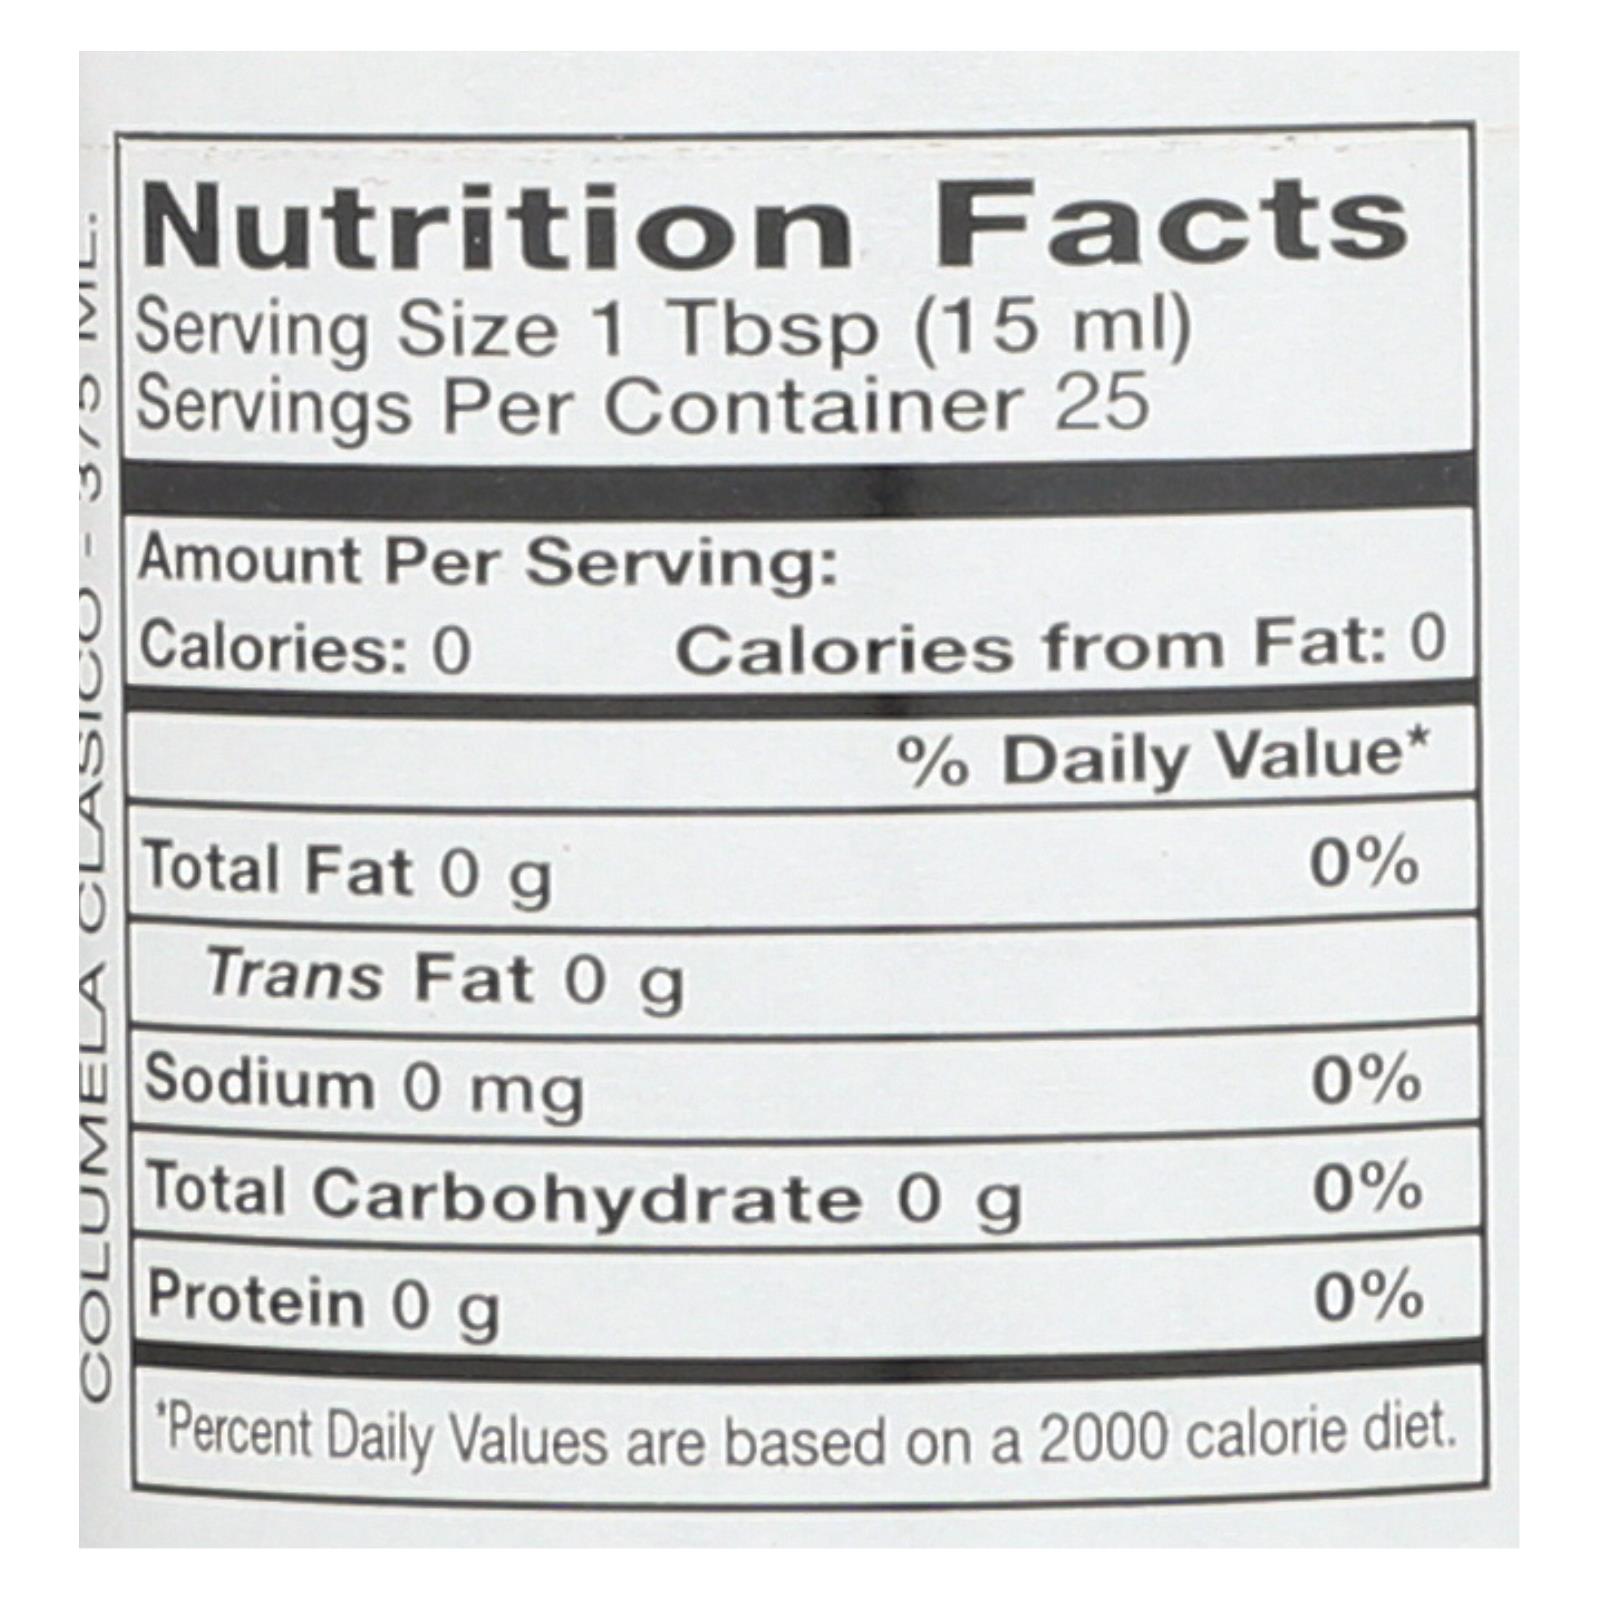 Nutrition Facts
Serving Size 1 Tbsp (15 ml)
Servings Per Container 25
Amount Per Serving:
Calories: 0 Calories from Fat: 0
% Daily Value*
Total Fat 0 g 0%
Trans Fat 0 g
Sodium 0 mg 0%
Total Carbohydrate 0 g 0%
Protein 0 g 0%
*Percent Daily Values are based on a 2000 calorie diet.
COLUMELA CLASICO - 375 ML.